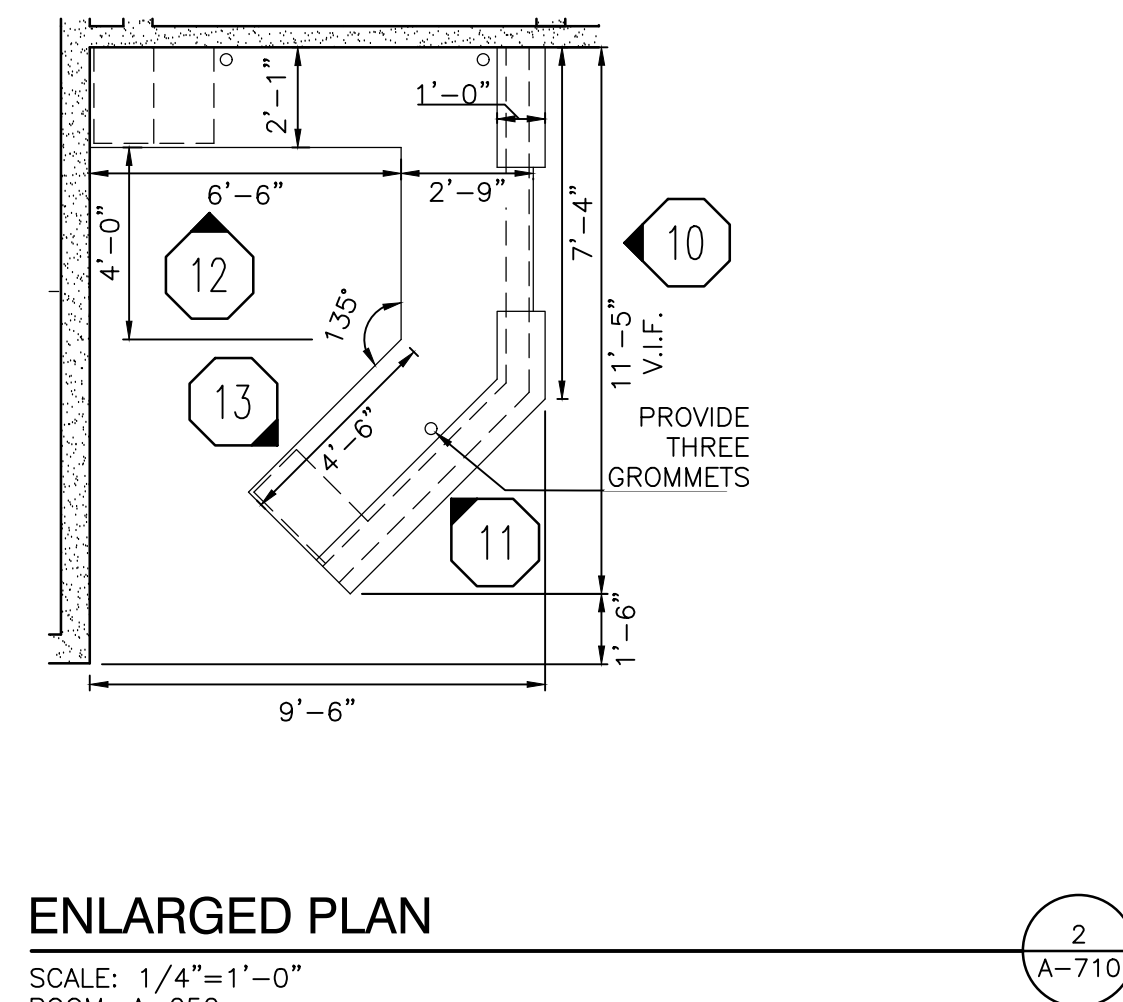 2'-1"
1'-0"
6'-6"
2'-9"
4'-0"
12
7'-4"
10
135°
11'-5"
V.I.F.
13
4'-6"
PROVIDE
THREE
GROMMETS
11
1'-6"
9'-6"
ENLARGED PLAN
2
A-710
SCALE: 1/4"=1'-0"